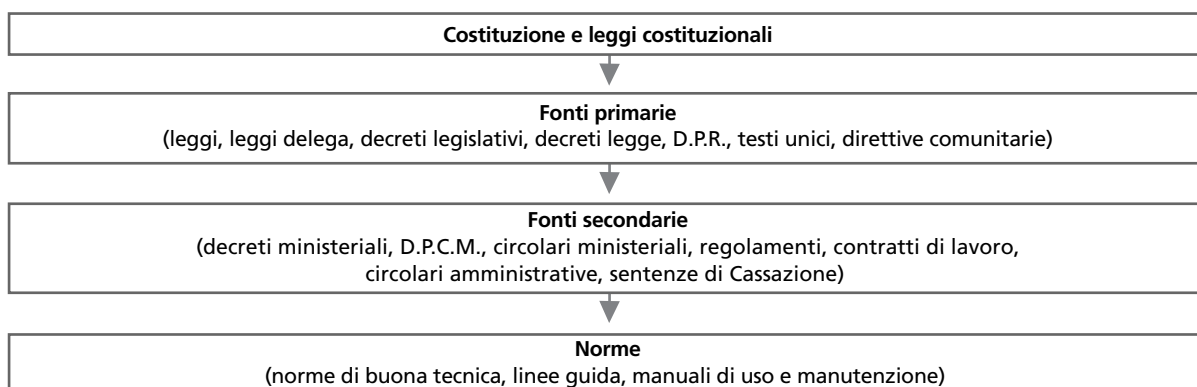 Costituzione e leggi costituzionali
Fonti primarie
(leggi, leggi delega, decreti legislativi, decreti legge, D.P.R., testi unici, direttive comunitarie)
Fonti secondarie
(decreti ministeriali, D.P.C.M., circolari ministeriali, regolamenti, contratti di lavoro,
circolari amministrative, sentenze di Cassazione)
Norme
(norme di buona tecnica, linee guida, manuali di uso e manutenzione)